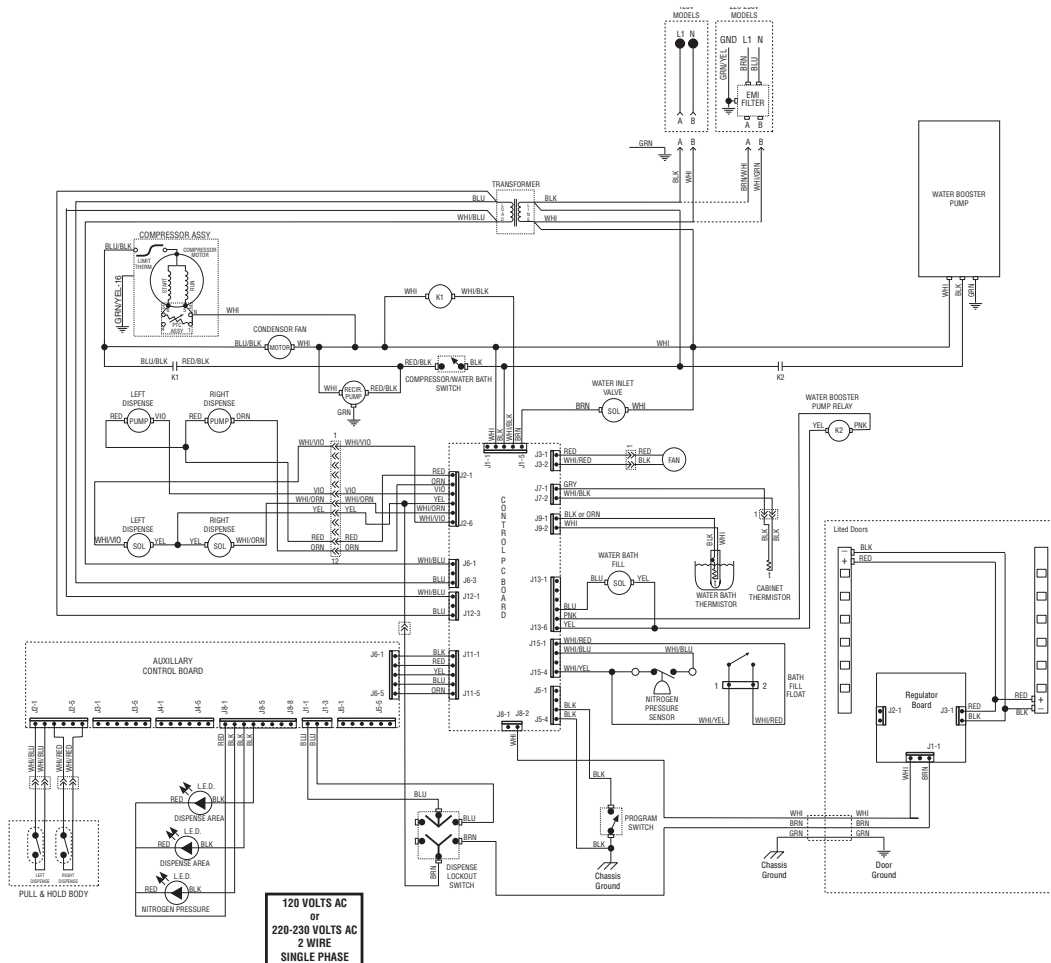 MODELS
MODELS
L1 N
GND L1 N
GRN/YEL
BRN
BLU
EMI
FILTER
A B
A B
A B
A B
GRN
BLK
WHI
BRN/WHI
WHI/GRN
TRANSFORMER
BLU
BLK
WHI/BLU
WHI
LOAD
LINE
WATER BOOSTER
PUMP
WHI
BLK
GRN
COMPRESSOR ASSY
BLU/BLK
LIMIT
THERM.
COMPRESSOR
MOTOR
START
RUN
GRN/YEL-16
PTC
ASSY
WHI
WHI
K1
WHI/BLK
CONDENSOR FAN
BLU/BLK
MOTOR
WHI
WHI
BLU/BLK
RED/BLK
K1
RED/BLK
BLK
K2
COMPRESSOR/WATER BATH
SWITCH
WHI
RECIR.
PUMP
RED/BLK
GRN
WATER INLET
VALVE
BRN
SOL
WHI
WATER BOOSTER
PUMP RELAY
YEL
K2
PNK
LEFT
DISPENSE
RIGHT
DISPENSE
RED
PUMP
VIO
RED
PUMP
ORN
1
WHI/VIO
WHI/VIO
VIO
VIO
WHI/ORN
WHI/ORN
YEL
YEL
RED
RED
ORN
ORN
12
LEFT
DISPENSE
RIGHT
DISPENSE
WHI/VIO
SOL
YEL
SOL
WHI/ORN
WHI
BLK
WHI/BLK
BRN
J1-1
J1-5
RED
J2-1
ORN
VIO
YEL
WHI/ORN
WHI/VIO
J2-6
CONTROL PC BOARD
WHI/BLU
J6-1
BLU
J6-3
WHI/BLU
J12-1
BLU
J12-3
J3-1
RED
1
RED
J3-2
WHI/RED
BLK
FAN
J7-1
GRY
J7-2
WHI/BLK
1
BLK
BLK
t
CABINET
THERMISTOR
J9-1
BLK or ORN
J9-2
WHI
BLK
WHI
t
WATER BATH
THERMISTOR
WATER BATH
FILL
BLU
SOL
YEL
J13-1
BLU
PNK
J13-6
YEL
J15-1
WHI/RED
WHI/BLU
WHI/BLU
J15-4
WHI/YEL
NITROGEN
PRESSURE
SENSOR
1
2
BATH
FILL
FLOAT
WHI/YEL
WHI/RED
J5-1
BLK
J5-4
BLK
J8-1
J8-2
WHI
AUXILLARY
CONTROL BOARD
J6-1
BLK
J11-1
RED
YEL
BLU
J6-5
ORN
J11-5
J2-1
J2-5
J3-1
J3-5
J4-1
J4-5
J8-1
J8-5
J8-8
J1-1
J1-3
J5-1
J5-5
WHI/BLU
WHI/BLU
WHI/RED
WHI/RED
RED
BLK
BLK
BLK
BLU
BLU
LEFT
DISPENSE
RIGHT
DISPENSE
PULL & HOLD BODY
L.E.D.
RED
BLK
DISPENSE AREA
L.E.D.
RED
BLK
DISPENSE AREA
L.E.D.
RED
BLK
NITROGEN PRESSURE
BLU
BLU
BRN
BRN
DISPENSE
LOCKOUT
SWITCH
BLK
PROGRAM
SWITCH
BLK
Chassis
Ground
Lited Doors
BLK
RED
Regulator
Board
J2-1
J3-1
RED
BLK
RED
BLK
J1-1
WHI
BRN
WHI
WHI
BRN
BRN
GRN
GRN
Chassis
Ground
Door
Ground
120 VOLTS AC
or
220-230 VOLTS AC
2 WIRE
SINGLE PHASE